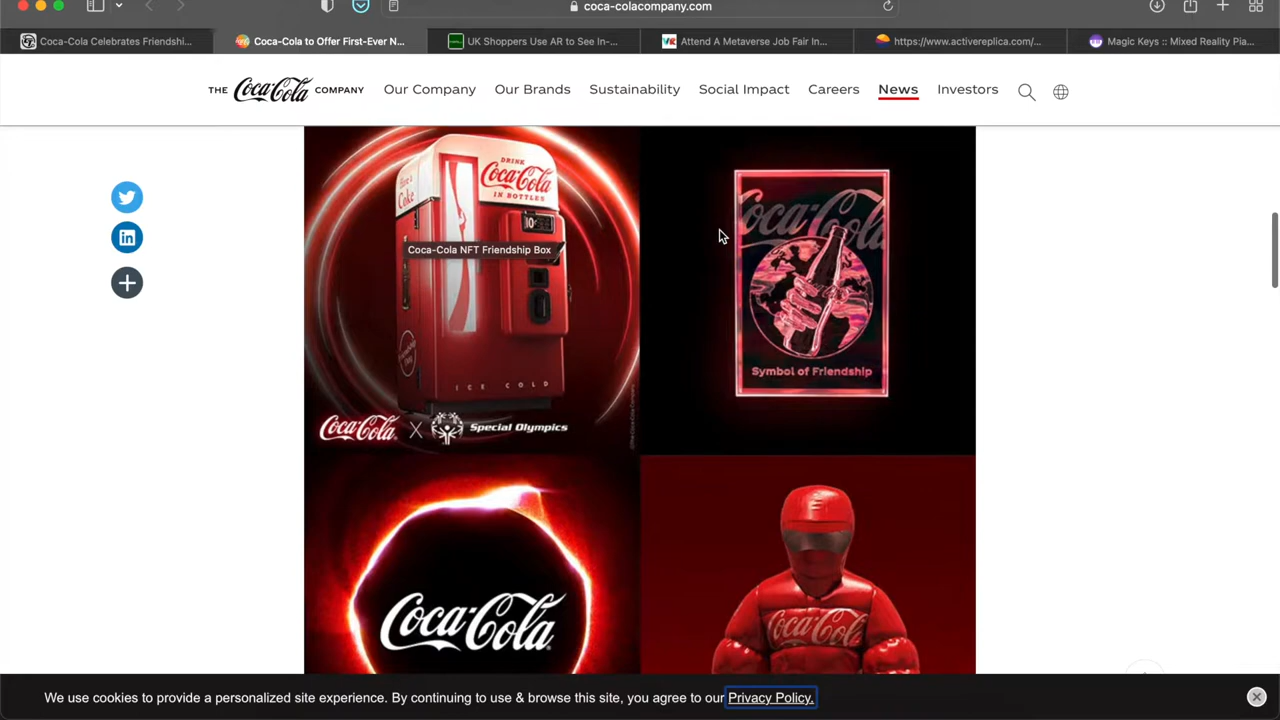 coca-colacompany.com
Coca-Cola Celebrates Friendshi...
Coca-Cola to Offer First-Ever N...
UK Shoppers Use AR to See In-...
Attend A Metaverse Job Fair In...
https://www.activereplica.com/...
Magic Keys :: Mixed Reality Pia...
THE Coca-Cola COMPANY
Our Company
Our Brands
Sustainability
Social Impact
Careers
News
Investors
DRINK
Coca-Cola
IN BOTTLES
Have a
Coke
10¢
Coca-Cola NFT Friendship Box
ICE COLD
Coca-Cola X Special Olympics
Coca-Cola
Symbol of Friendship
Coca-Cola
Coca-Cola
We use cookies to provide a personalized site experience. By continuing to use & browse this site, you agree to our Privacy Policy.